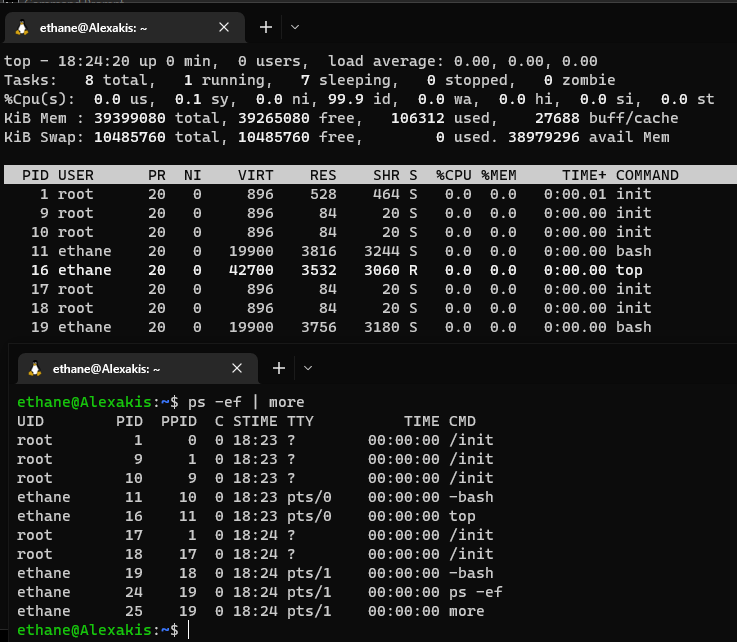 ethane@Alexakis: ~
top - 18:24:20 up 0 min,  0 users,  load average: 0.00, 0.00, 0.00
Tasks:   8 total,   1 running,   7 sleeping,   0 stopped,   0 zombie
%Cpu(s):  0.0 us,  0.1 sy,  0.0 ni, 99.9 id,  0.0 wa,  0.0 hi,  0.0 si,  0.0 st
KiB Mem : 39399080 total, 39265080 free,   106312 used,    27688 buff/cache
KiB Swap: 10485760 total, 10485760 free,        0 used. 38979296 avail Mem
PID USER      PR  NI    VIRT    RES    SHR S  %CPU %MEM     TIME+ COMMAND
1 root      20   0     896    528    464 S   0.0  0.0   0:00.01 init
9 root      20   0     896     84     20 S   0.0  0.0   0:00.00 init
10 root      20   0     896     84     20 S   0.0  0.0   0:00.00 init
11 ethane    20   0   19900   3816   3244 S   0.0  0.0   0:00.00 bash
16 ethane    20   0   42700   3532   3060 R   0.0  0.0   0:00.00 top
17 root      20   0     896     84     20 S   0.0  0.0   0:00.00 init
18 root      20   0     896     84     20 S   0.0  0.0   0:00.00 init
19 ethane    20   0   19900   3756   3180 S   0.0  0.0   0:00.00 bash
ethane@Alexakis: ~
ethane@Alexakis:~$ ps -ef | more
UID        PID  PPID  C STIME TTY          TIME CMD
root         1     0  0 18:23 ?        00:00:00 /init
root         9     1  0 18:23 ?        00:00:00 /init
root        10     9  0 18:23 ?        00:00:00 /init
ethane      11    10  0 18:23 pts/0    00:00:00 -bash
ethane      16    11  0 18:23 pts/0    00:00:00 top
root        17     1  0 18:24 ?        00:00:00 /init
root        18    17  0 18:24 ?        00:00:00 /init
ethane      19    18  0 18:24 pts/1    00:00:00 -bash
ethane      24    19  0 18:24 pts/1    00:00:00 ps -ef
ethane      25    19  0 18:24 pts/1    00:00:00 more
ethane@Alexakis:~$